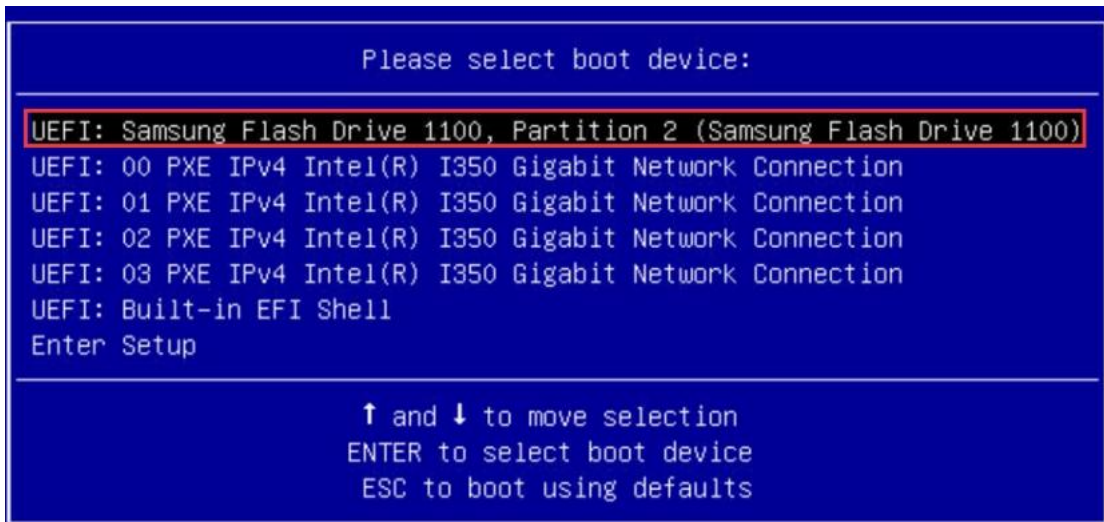 Please select boot device:
UEFI: Samsung Flash Drive 1100, Partition 2 (Samsung Flash Drive 1100)
UEFI: 00 PXE IPv4 Intel(R) I350 Gigabit Network Connection
UEFI: 01 PXE IPv4 Intel(R) I350 Gigabit Network Connection
UEFI: 02 PXE IPv4 Intel(R) I350 Gigabit Network Connection
UEFI: 03 PXE IPv4 Intel(R) I350 Gigabit Network Connection
UEFI: Built-in EFI Shell
Enter Setup
↑ and ↓ to move selection
ENTER to select boot device
ESC to boot using defaults